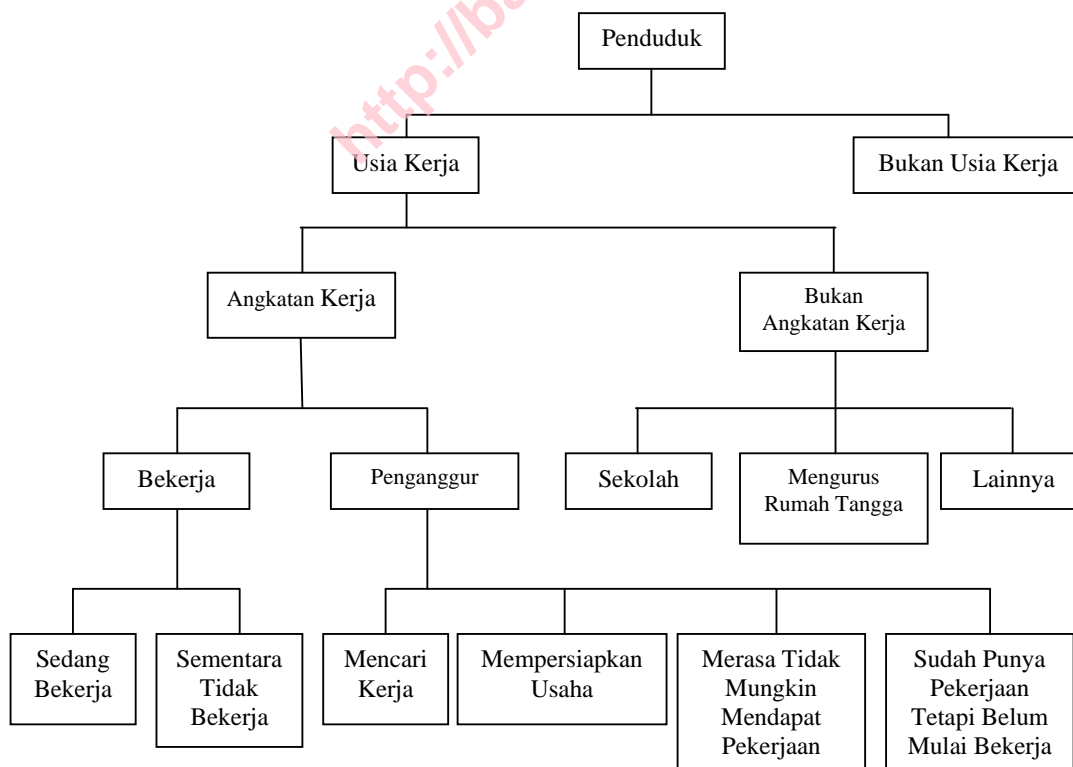 Penduduk
http://ba
Usia Kerja
Bukan Usia Kerja
Angkatan Kerja
Bukan
Angkatan Kerja
Bekerja
Penganggur
Sekolah
Mengurus
Rumah Tangga
Lainnya
Sedang
Bekerja
Sementara
Tidak
Bekerja
Mencari
Kerja
Mempersiapkan
Usaha
Merasa Tidak
Mungkin
Mendapat
Pekerjaan
Sudah Punya
Pekerjaan
Tetapi Belum
Mulai Bekerja